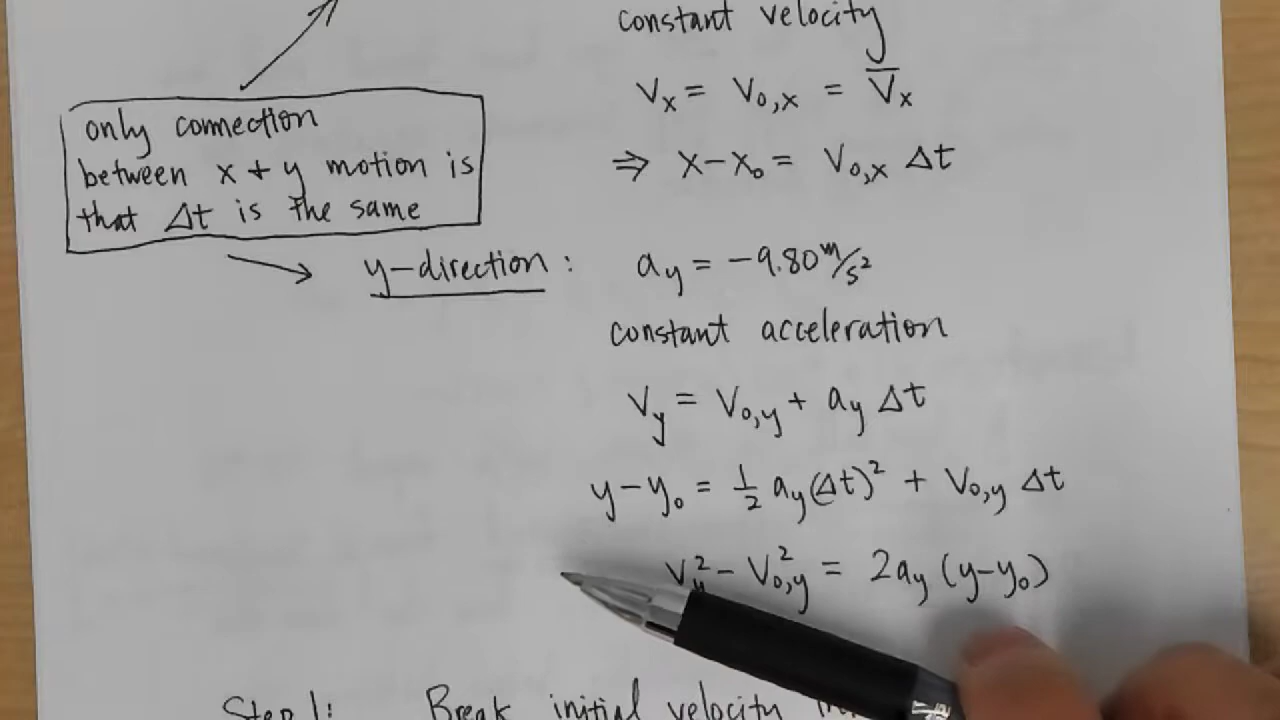 constant velocity
Vx = V0,x = V̅x
⇒ x-x0 = V0,x Δt
only connection
between x + y motion is
that Δt is the same
y-direction: ay = -9.80 m/s²
constant acceleration
Vy = V0,y + ay Δt
y-y0 = 1/2 ay(Δt)² + V0,y Δt
Vy² - V0,y² = 2ay (y-y0)
Step 1: Break initial velocity